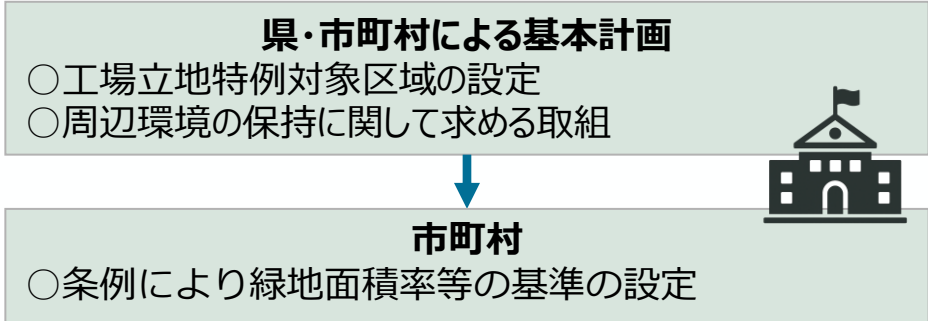 県・市町村による基本計画
○工場立地特例対象区域の設定
○周辺環境の保持に関して求める取組
市町村
○条例により緑地面積率等の基準の設定